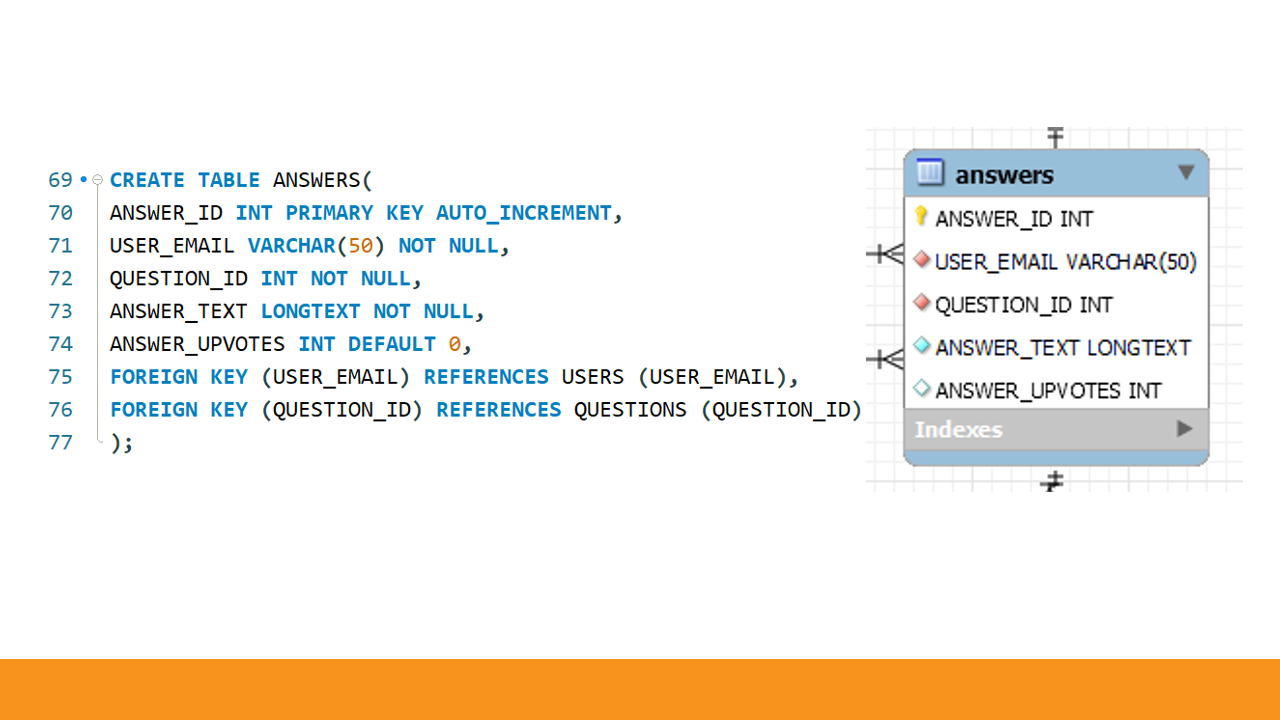 69 CREATE TABLE ANSWERS(
70 ANSWER_ID INT PRIMARY KEY AUTO_INCREMENT,
71 USER_EMAIL VARCHAR(50) NOT NULL,
72 QUESTION_ID INT NOT NULL,
73 ANSWER_TEXT LONGTEXT NOT NULL,
74 ANSWER_UPVOTES INT DEFAULT 0,
75 FOREIGN KEY (USER_EMAIL) REFERENCES USERS (USER_EMAIL),
76 FOREIGN KEY (QUESTION_ID) REFERENCES QUESTIONS (QUESTION_ID)
77 );
answers
ANSWER_ID INT
USER_EMAIL VARCHAR(50)
QUESTION_ID INT
ANSWER_TEXT LONGTEXT
ANSWER_UPVOTES INT
Indexes